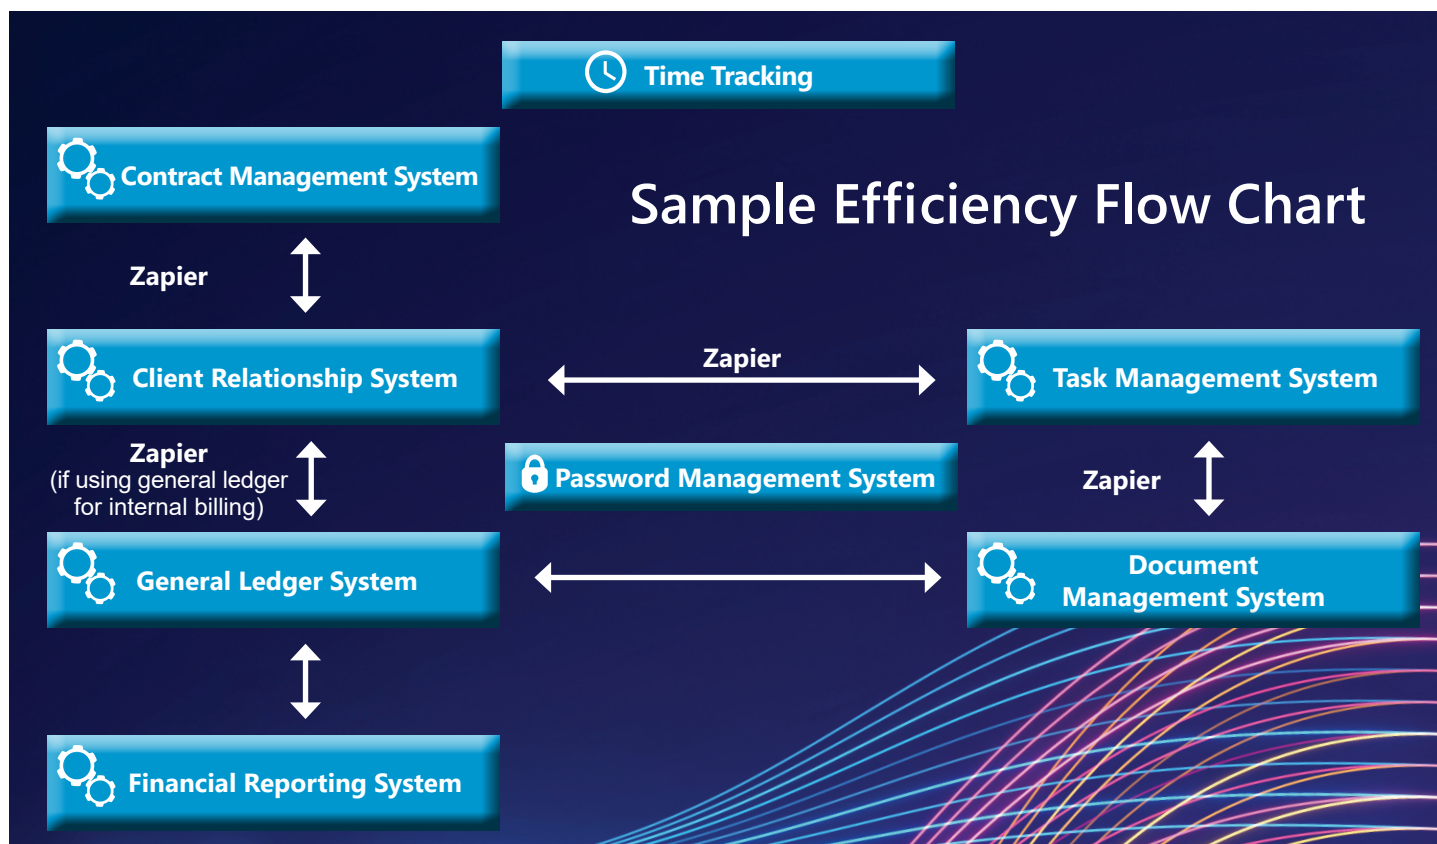 Time Tracking
Contract Management System
Sample Efficiency Flow Chart
Zapier
Client Relationship System
Zapier
Task Management System
Zapier
(if using general ledger
for internal billing)
Password Management System
Zapier
General Ledger System
Document
Management System
Financial Reporting System